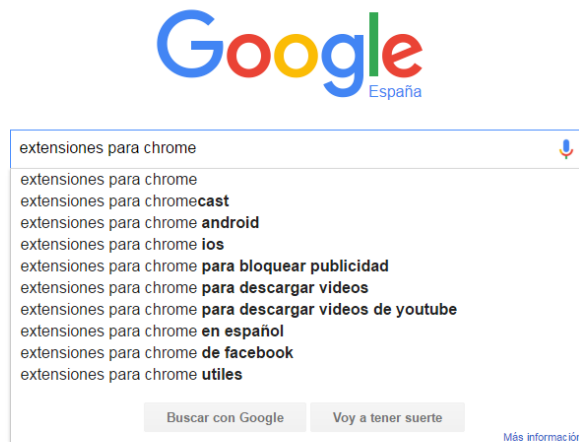 Google
España
extensiones para chrome
extensiones para chrome
extensiones para chromecast
extensiones para chrome android
extensiones para chrome ios
extensiones para chrome para bloquear publicidad
extensiones para chrome para descargar videos
extensiones para chrome para descargar videos de youtube
extensiones para chrome en español
extensiones para chrome de facebook
extensiones para chrome utiles
Buscar con Google Voy a tener suerte
Más información